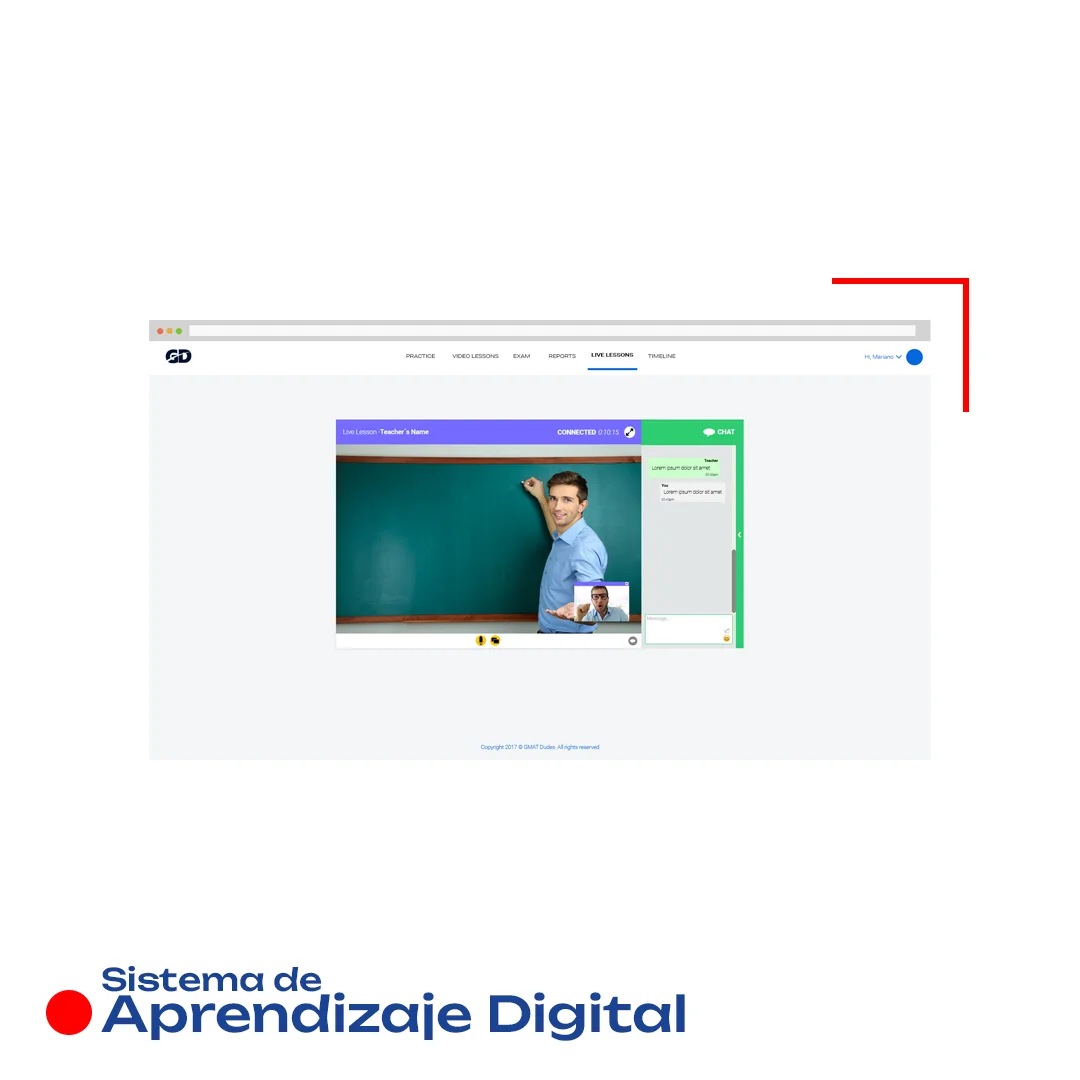 GD
PRACTICE
VIDEO LESSONS
EXAM
REPORTS
LIVE LESSONS
TIMELINE
Hi, Mariano
Live Lesson · Teacher´s Name
CONNECTED 0:10:15
CHAT
Teacher
Lorem ipsum dolor sit amet
You
Lorem ipsum dolor sit amet
Message...
Copyright 2017 © GMAT Dudes. All rights reserved
Sistema de
Aprendizaje Digital